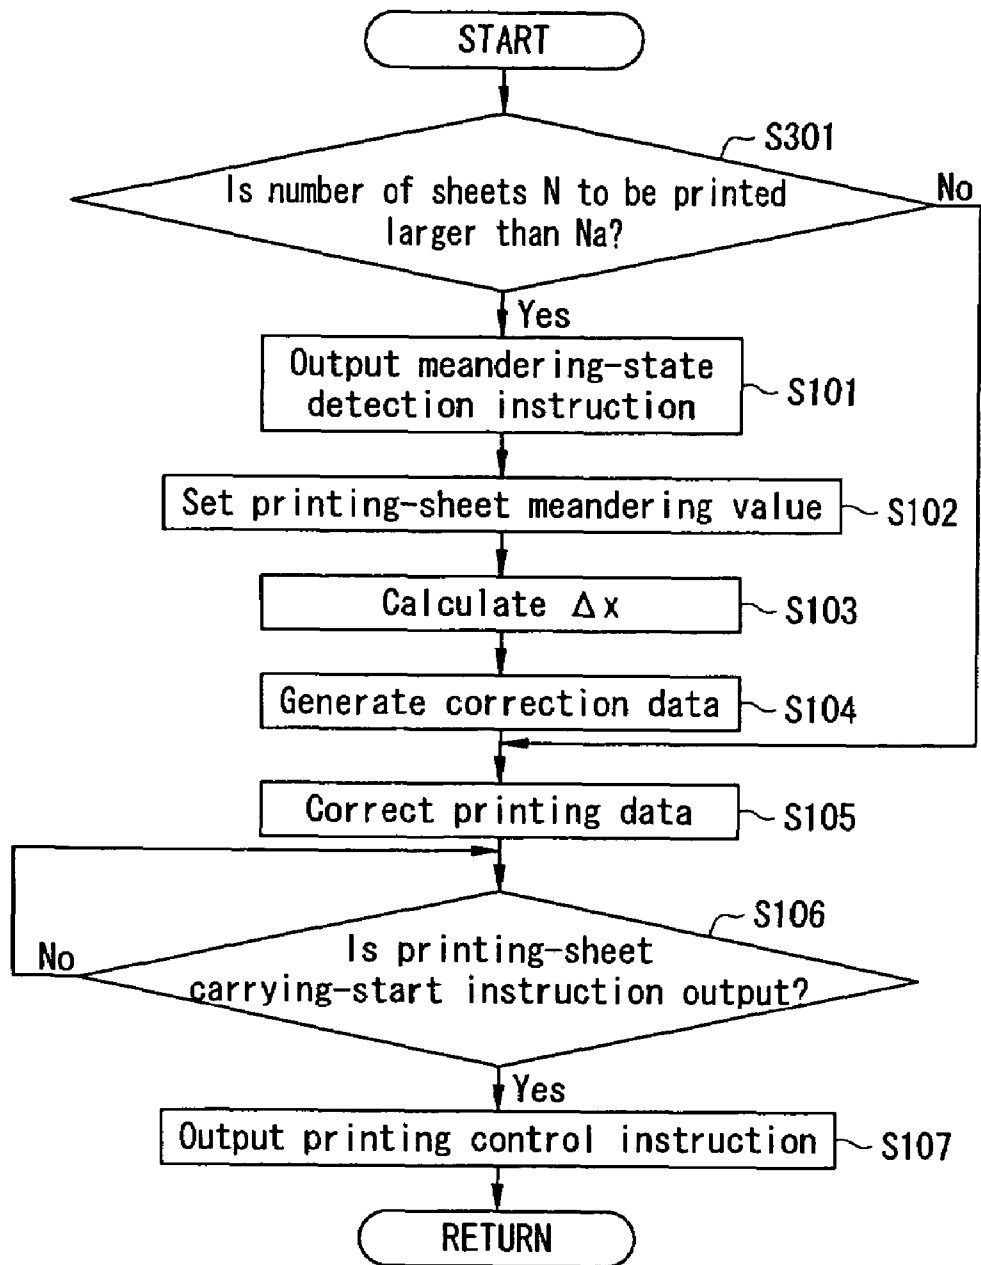 START
S301
Is number of sheets N to be printed
larger than Na?
No
Yes
Output meandering-state
detection instruction
S101
Set printing-sheet meandering value
S102
Calculate Δx
S103
Generate correction data
S104
Correct printing data
S105
S106
Is printing-sheet
carrying-start instruction output?
No
Yes
Output printing control instruction
S107
RETURN